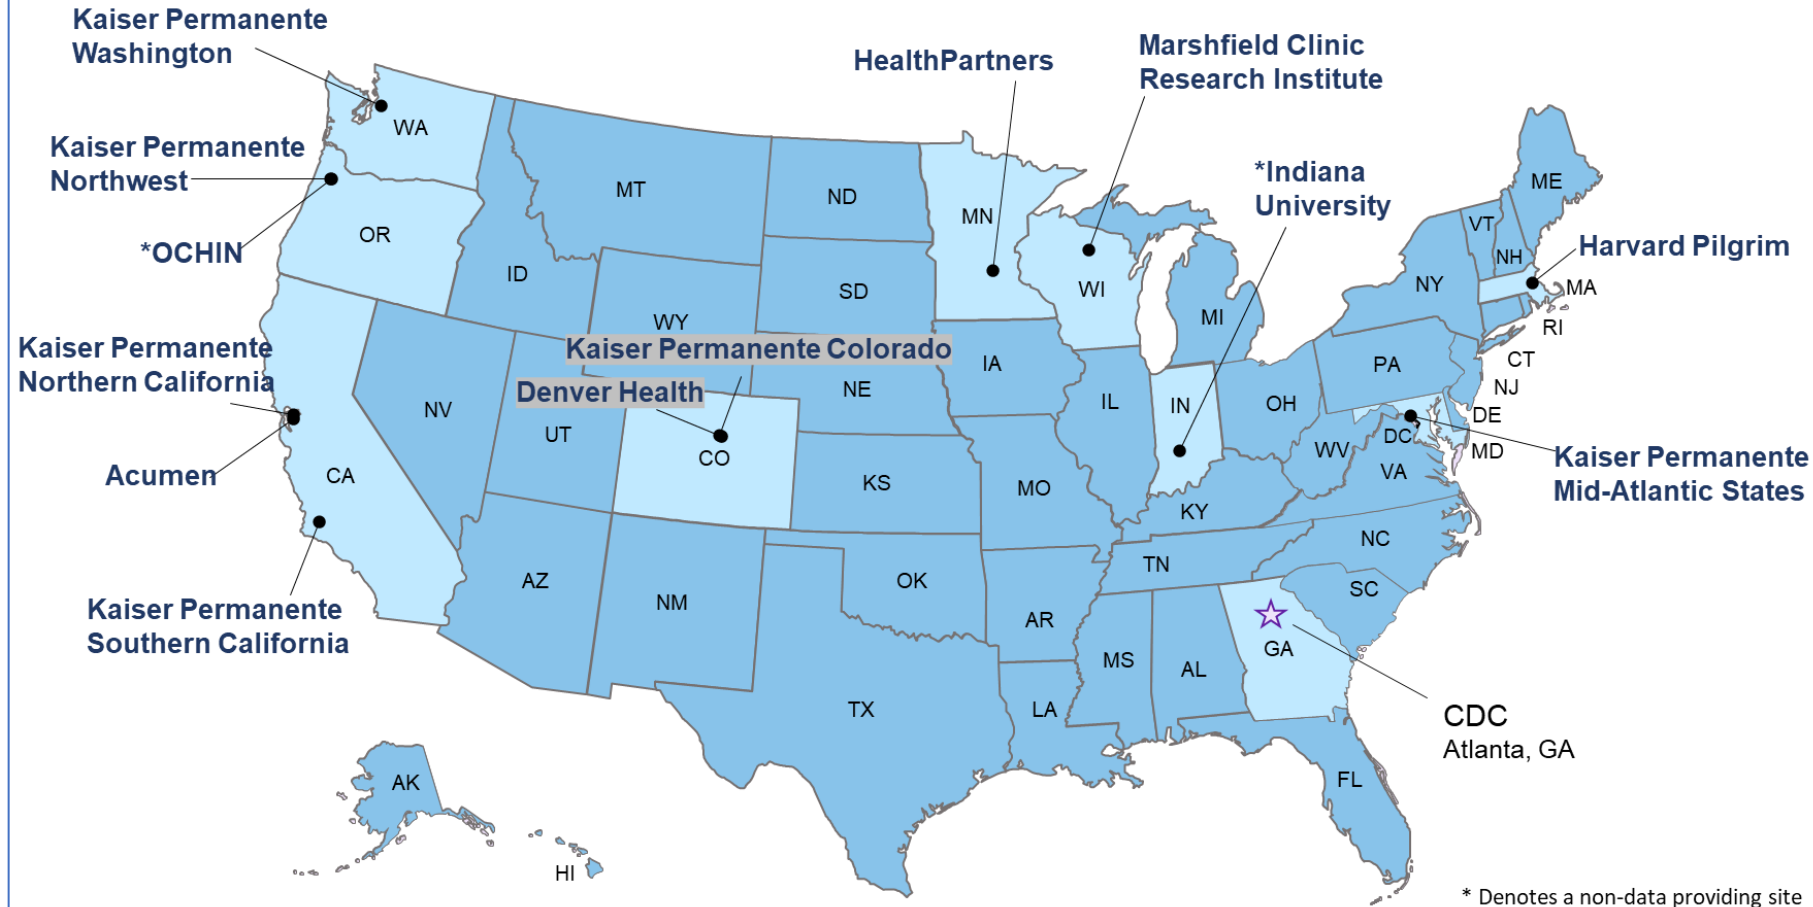 Kaiser Permanente
Washington
HealthPartners
Marshfield Clinic
Research Institute
WA
Kaiser Permanente
Northwest
*Indiana
University
MT
ND
MN
ME
VT
NH
OR
*OCHIN
Harvard Pilgrim
ID
SD
WI
NY
MA
MI
RI
WY
Kaiser Permanente
Northern California
Kaiser Permanente Colorado
IA
PA
CT
NJ
Denver Health
NE
NV
UT
IL
IN
OH
DE
DC
MD
CO
WV
VA
Kaiser Permanente
Mid-Atlantic States
Acumen
CA
KS
MO
KY
NC
TN
AZ
OK
SC
NM
AR
Kaiser Permanente
Southern California
GA
MS
AL
TX
LA
CDC
Atlanta, GA
AK
FL
HI
* Denotes a non-data providing site